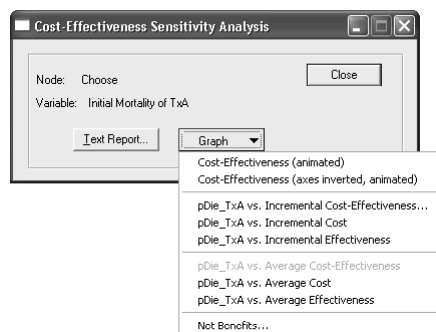 Cost-Effectiveness Sensitivity Analysis
Node: Choose
Close
Variable: Initial Mortality of TxA
Text Report...
Graph
Cost-Effectiveness (animated)
Cost-Effectiveness (axes inverted, animated)
pDie_TxA vs. Incremental Cost-Effectiveness...
pDie_TxA vs. Incremental Cost
pDie_TxA vs. Incremental Effectiveness
pDie_TxA vs. Average Cost-Effectiveness
pDie_TxA vs. Average Cost
pDie_TxA vs. Average Effectiveness
Net Benefits...